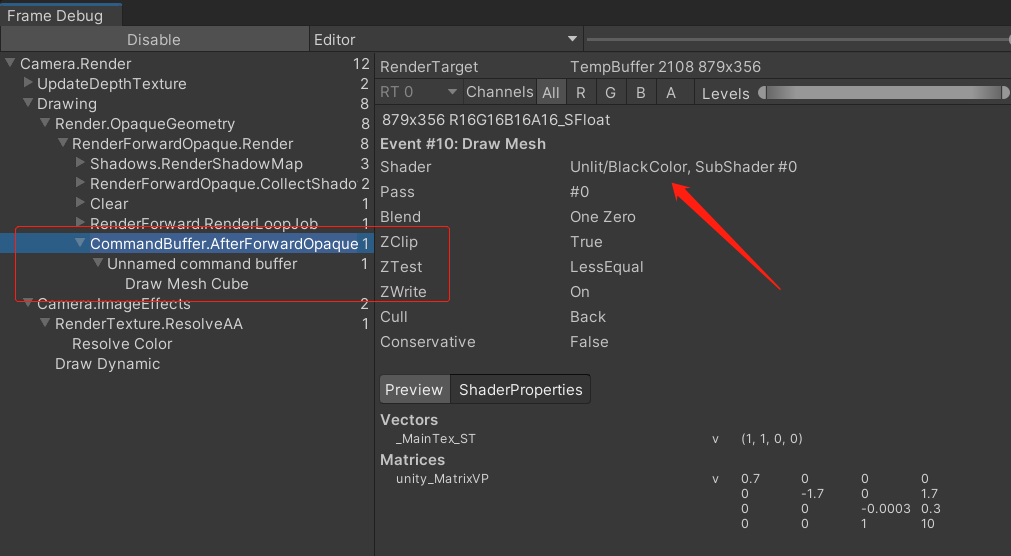 Frame Debug
Disable
Editor
Camera.Render 12
UpdateDepthTexture 2
Drawing 8
Render.OpaqueGeometry 8
RenderForwardOpaque.Render 8
Shadows.RenderShadowMap 3
RenderForwardOpaque.CollectShado 2
Clear 1
RenderForward.RenderLoopJob 1
CommandBuffer.AfterForwardOpaque 1
Unnamed command buffer 1
Draw Mesh Cube
Camera.ImageEffects 2
RenderTexture.ResolveAA 1
Resolve Color
Draw Dynamic
RenderTarget TempBuffer 2108 879x356
RT 0 Channels All R G B A Levels
879x356 R16G16B16A16_SFloat
Event #10: Draw Mesh
Shader Unlit/BlackColor, SubShader #0
Pass #0
Blend One Zero
ZClip True
ZTest LessEqual
ZWrite On
Cull Back
Conservative False
Preview ShaderProperties
Vectors
_MainTex_ST v (1, 1, 0, 0)
Matrices
unity_MatrixVP v 0.7 0 0 0
0 -1.7 0 1.7
0 0 -0.0003 0.3
0 0 1 10